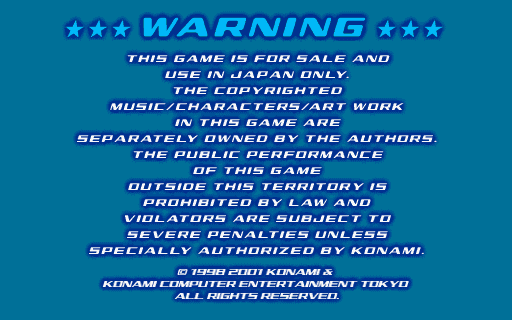 ★★★ WARNING ★★★
THIS GAME IS FOR SALE AND
USE IN JAPAN ONLY.
THE COPYRIGHTED
MUSIC/CHARACTERS/ART WORK
IN THIS GAME ARE
SEPARATELY OWNED BY THE AUTHORS.
THE PUBLIC PERFORMANCE
OF THIS GAME
OUTSIDE THIS TERRITORY IS
PROHIBITED BY LAW AND
VIOLATORS ARE SUBJECT TO
SEVERE PENALTIES UNLESS
SPECIALLY AUTHORIZED BY KONAMI.
© 1998 2001 KONAMI &
KONAMI COMPUTER ENTERTAINMENT TOKYO
ALL RIGHTS RESERVED.